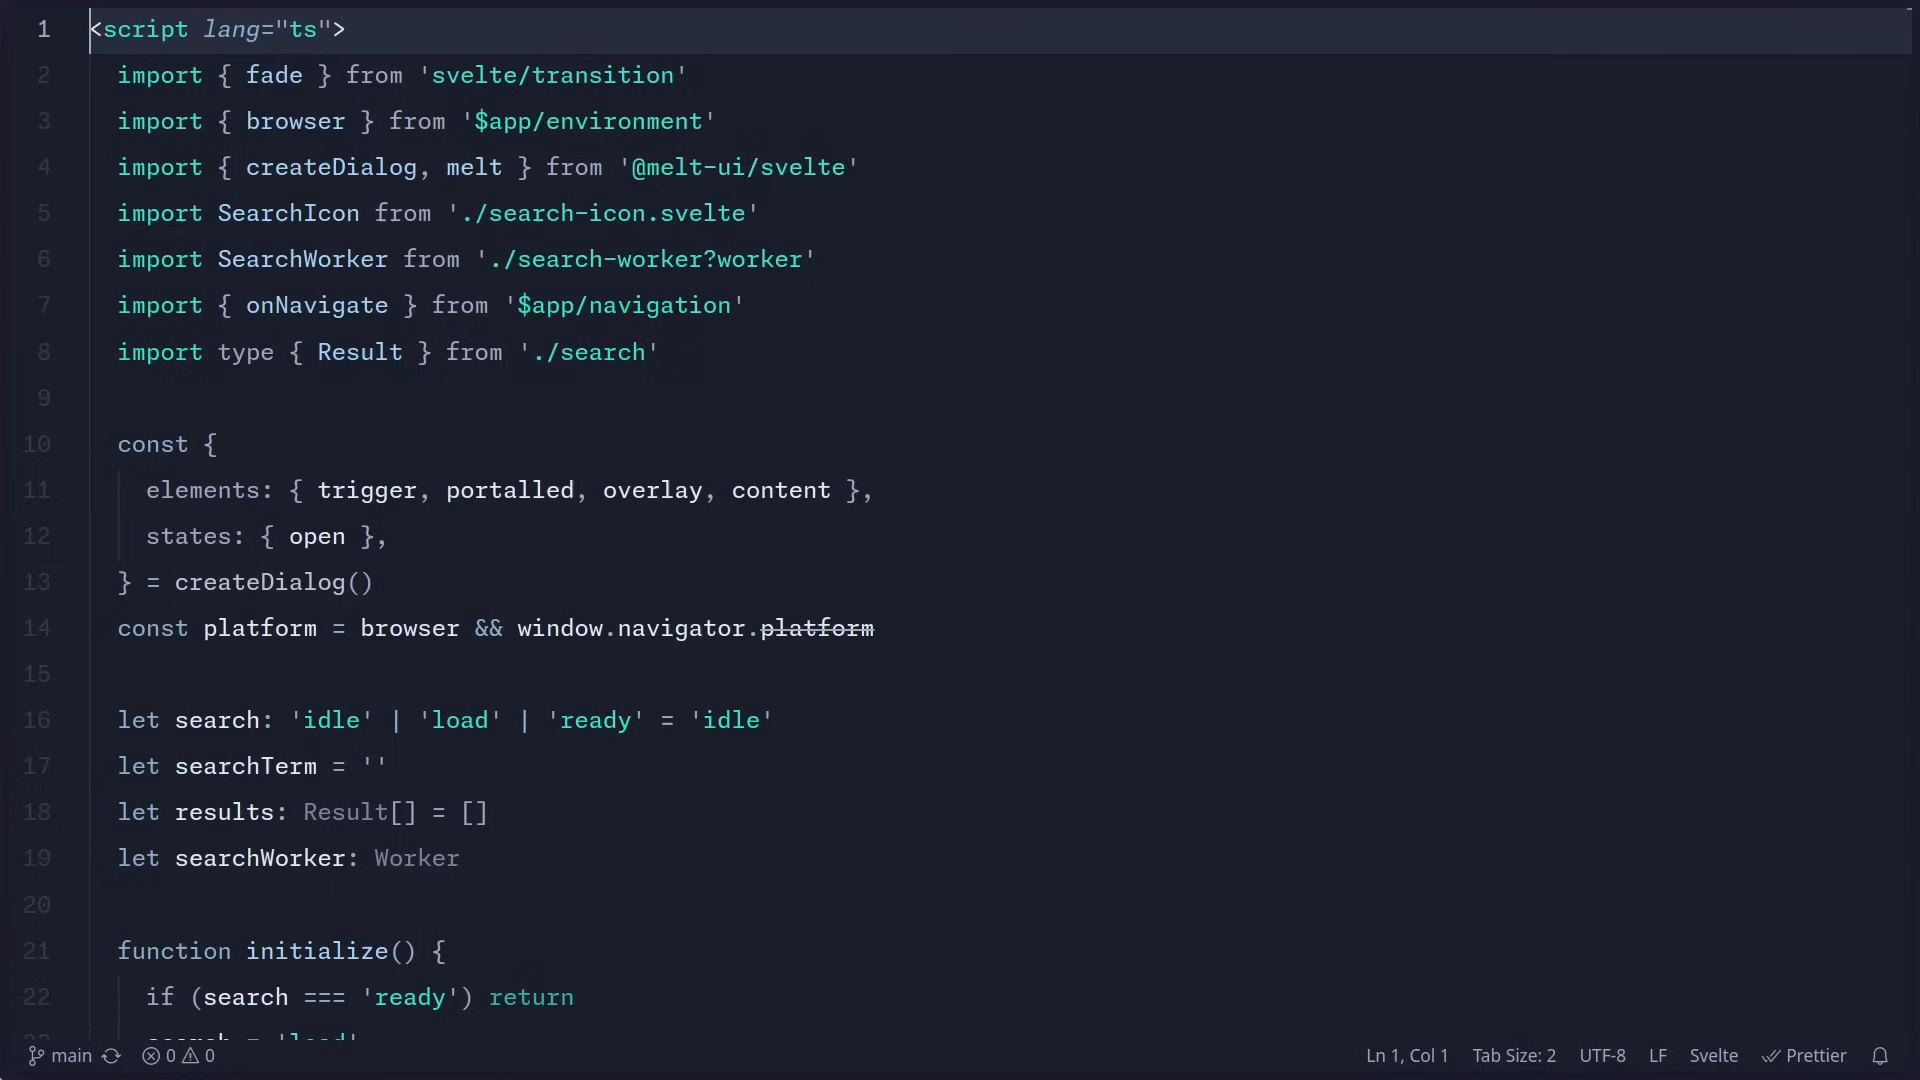 1 <script lang="ts">
2 import { fade } from 'svelte/transition'
3 import { browser } from '$app/environment'
4 import { createDialog, melt } from '@melt-ui/svelte'
5 import SearchIcon from './search-icon.svelte'
6 import SearchWorker from './search-worker?worker'
7 import { onNavigate } from '$app/navigation'
8 import type { Result } from './search'
9
10 const {
11 elements: { trigger, portalled, overlay, content },
12 states: { open },
13 } = createDialog()
14 const platform = browser && window.navigator.platform
15
16 let search: 'idle' | 'load' | 'ready' = 'idle'
17 let searchTerm = ''
18 let results: Result[] = []
19 let searchWorker: Worker
20
21 function initialize() {
22 if (search === 'ready') return
23 search = 'load'
main 0 0 Ln 1, Col 1 Tab Size: 2 UTF-8 LF Svelte Prettier